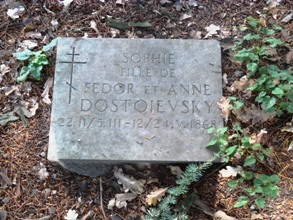 SOPHIE
FILLE DE
FEDOR ET ANNE
DOSTOIEVSKY
22.II/5.III-12/24.V.1868